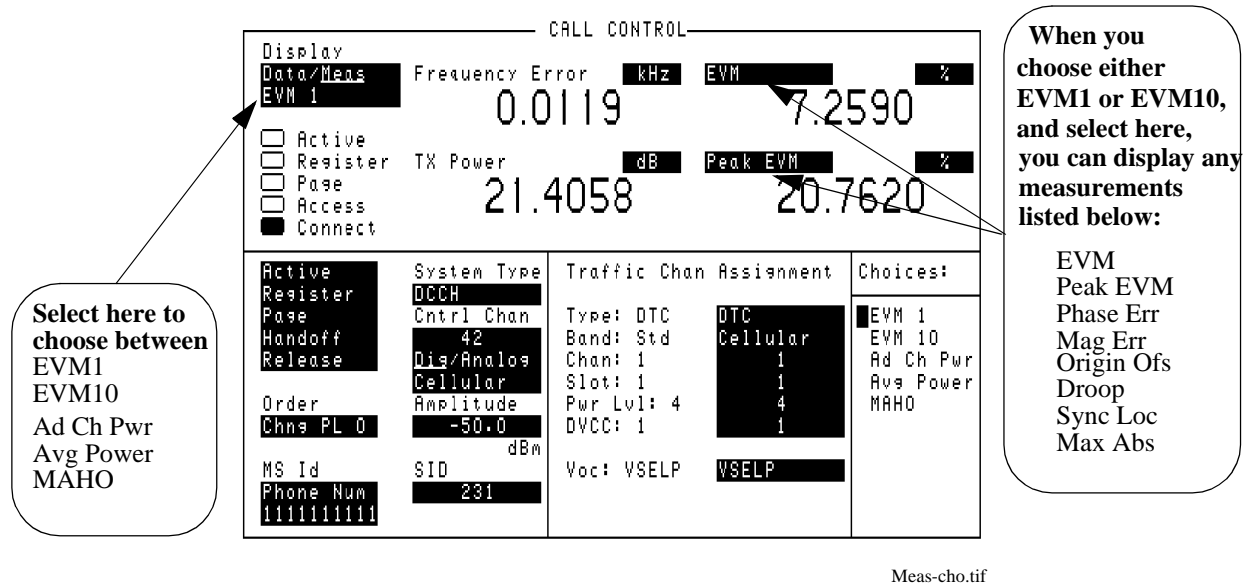 CALL CONTROL
Display
Data/Meas
EVM 1
Frequency Error kHz
0.0119
EVM %
7.2590
Active
Register
Page
Access
Connect
TX Power dB
21.4058
Peak EVM %
20.7620
Active
Register
Page
Handoff
Release
Order
Chng PL 0
MS Id
Phone Num
1111111111
System Type
DCCH
Cntrl Chan
42
Dig/Analog
Cellular
Amplitude
-50.0
dBm
SID
231
Traffic Chan Assignment
Type: DTC DTC
Band: Std Cellular
Chan: 1 1
Slot: 1 1
Pwr Lvl: 4 4
DVCC: 1 1
Voc: VSELP VSELP
Choices:
EVM 1
EVM 10
Ad Ch Pwr
Avg Power
MAHO
Select here to
choose between
EVM1
EVM10
Ad Ch Pwr
Avg Power
MAHO
When you
choose either
EVM1 or EVM10,
and select here,
you can display any
measurements
listed below:
EVM
Peak EVM
Phase Err
Mag Err
Origin Ofs
Droop
Sync Loc
Max Abs
Meas-cho.tif